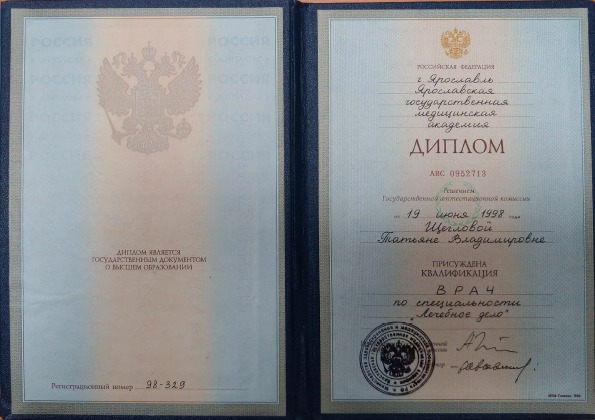 ДИПЛОМ ЯВЛЯЕТСЯ
ГОСУДАРСТВЕННЫМ ДОКУМЕНТОМ
О ВЫСШЕМ ОБРАЗОВАНИИ
Регистрационный номер 98-329
РОССИЙСКАЯ ФЕДЕРАЦИЯ
г. Ярославль
Ярославская
государственная
медицинская
академия
ДИПЛОМ
АВС 0952713
Решением
Государственной аттестационной комиссии
от 19 июня 1998 года
Щегловой
Татьяне Владимировне
ПРИСУЖДЕНА
КВАЛИФИКАЦИЯ
ВРАЧ
по специальности
"Лечебное дело"